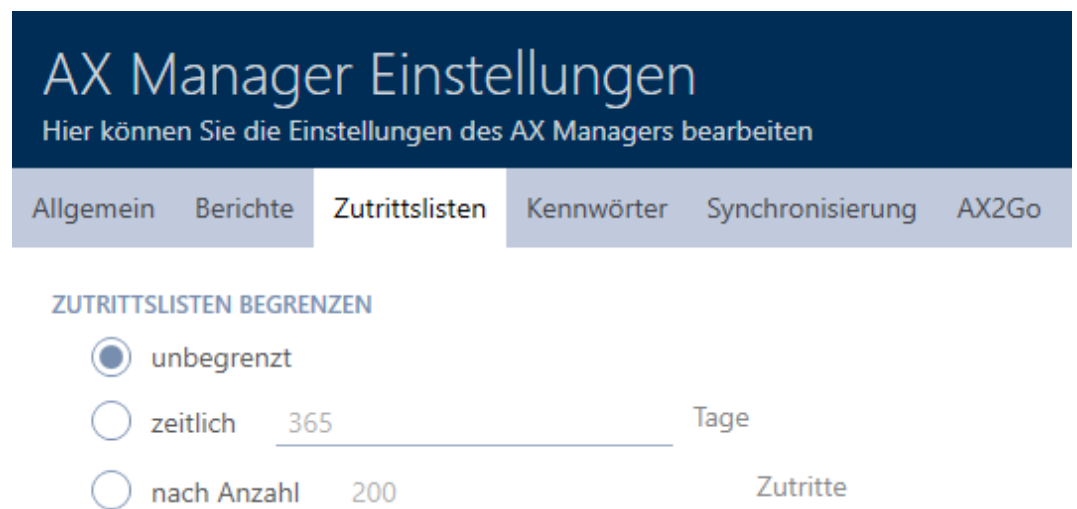 AX Manager Einstellungen
Hier können Sie die Einstellungen des AX Managers bearbeiten
Allgemein Berichte Zutrittslisten Kennwörter Synchronisierung AX2Go
ZUTRITTSLISTEN BEGRENZEN
unbegrenzt
zeitlich 365 Tage
nach Anzahl 200 Zutritte